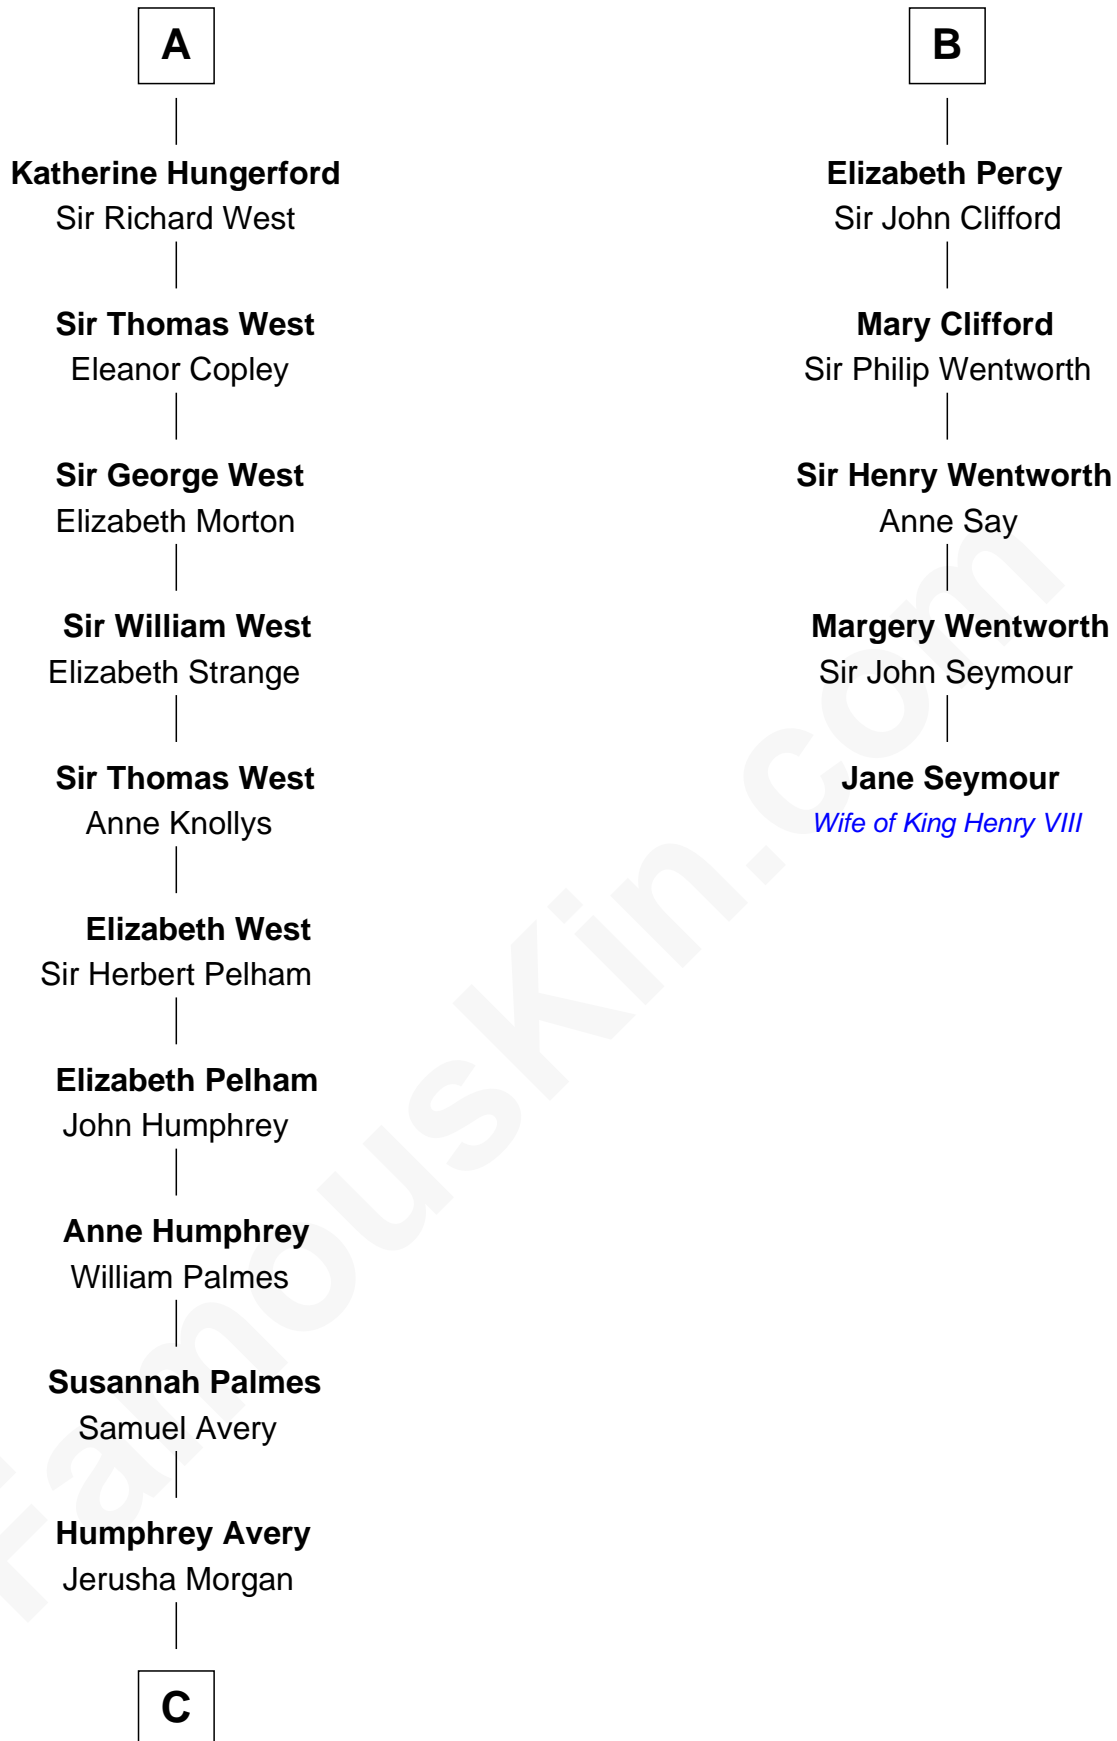 A
Katherine Hungerford
Sir Richard West
Sir Thomas West
Eleanor Copley
Sir George West
Elizabeth Morton
Sir William West
Elizabeth Strange
Sir Thomas West
Anne Knollys
Elizabeth West
Sir Herbert Pelham
Elizabeth Pelham
John Humphrey
Anne Humphrey
William Palmes
Susannah Palmes
Samuel Avery
Humphrey Avery
Jerusha Morgan
C
B
Elizabeth Percy
Sir John Clifford
Mary Clifford
Sir Philip Wentworth
Sir Henry Wentworth
Anne Say
Margery Wentworth
Sir John Seymour
Jane Seymour
Wife of King Henry VIII
FamousKin.com